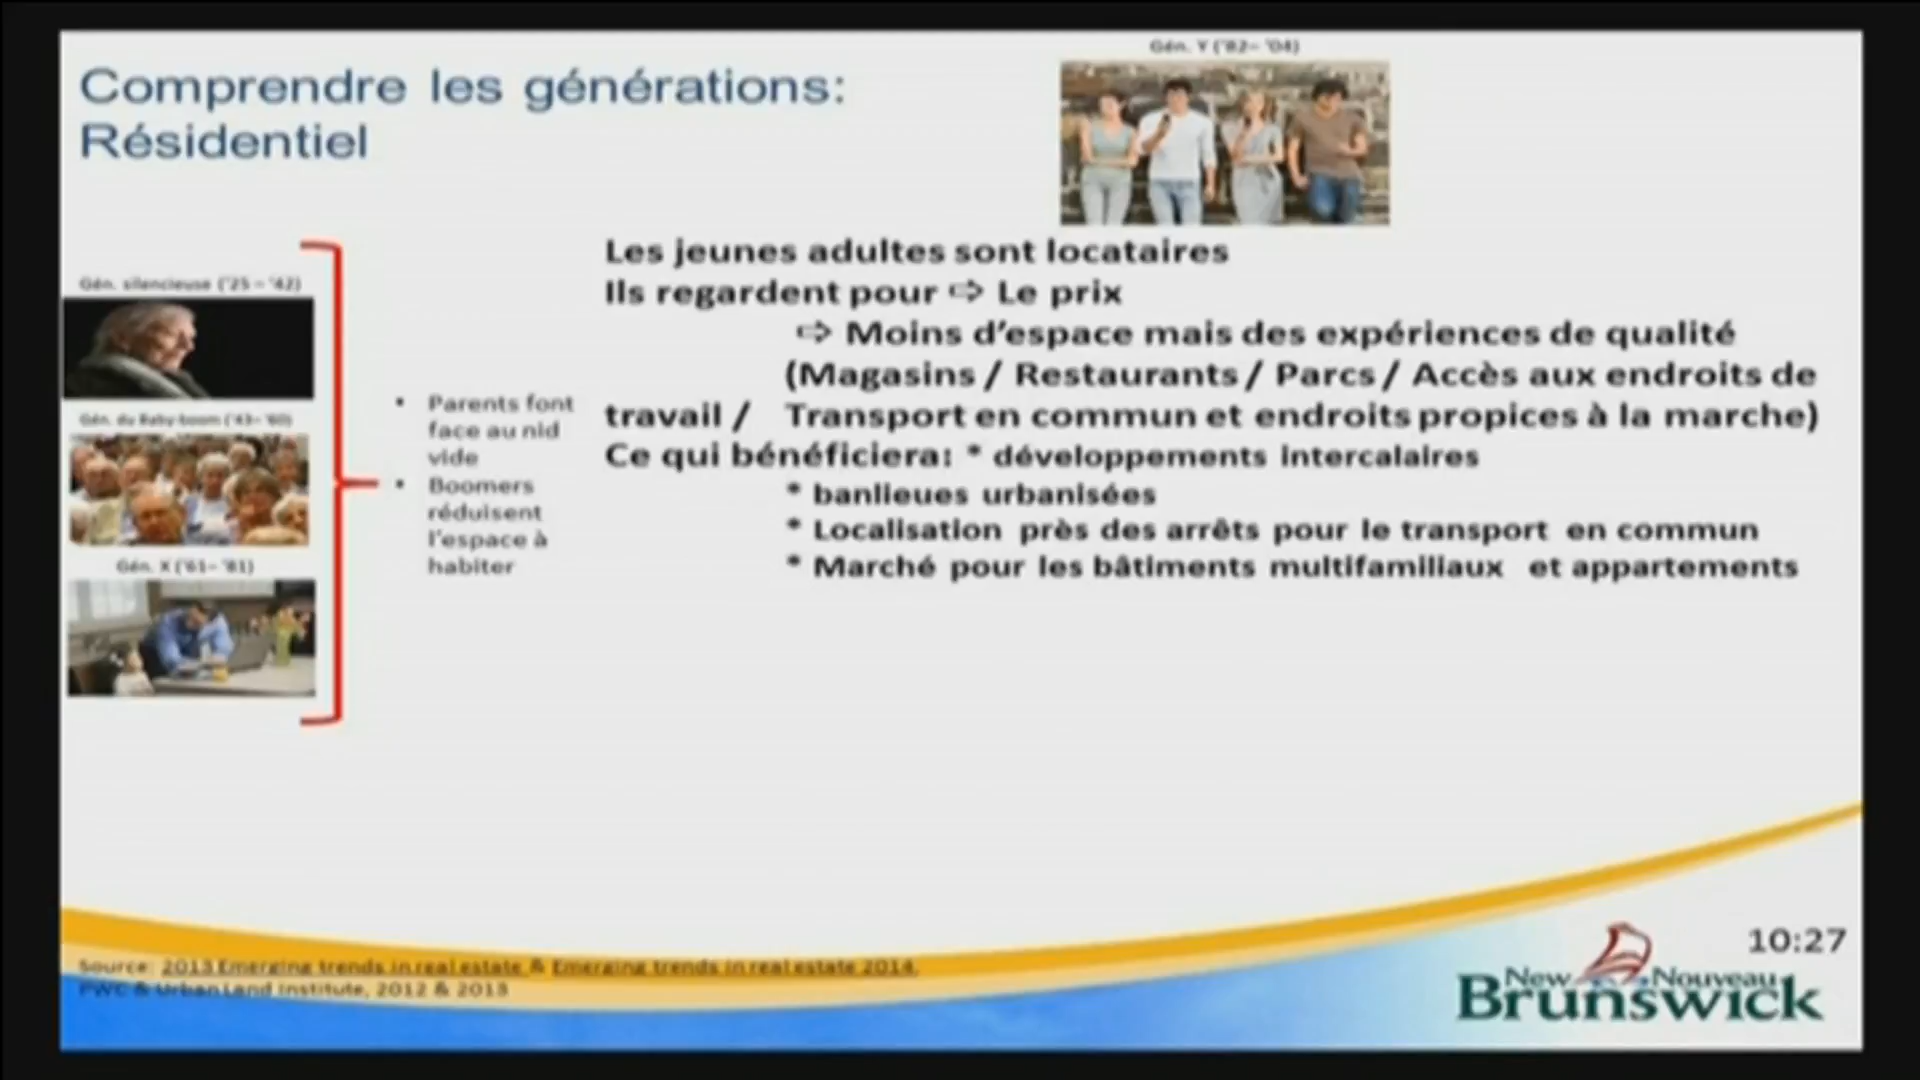 Comprendre les générations:
Résidentiel
Gén. Y ('82– '04)
Gén. silencieuse ('25 – '42)
Gén. du Baby-boom ('43– '60)
Gén. X ('61– '81)
• Parents font
face au nid
vide
• Boomers
réduisent
l'espace à
habiter
Les jeunes adultes sont locataires
Ils regardent pour ⇨ Le prix
⇨ Moins d'espace mais des expériences de qualité
(Magasins / Restaurants / Parcs / Accès aux endroits de
travail / Transport en commun et endroits propices à la marche)
Ce qui bénéficiera: * développements intercalaires
* banlieues urbanisées
* Localisation près des arrêts pour le transport en commun
* Marché pour les bâtiments multifamiliaux et appartements
Source: 2013 Emerging trends in real estate & Emerging trends in real estate 2014,
PWC & Urban Land Institute, 2012 & 2013
10:27
New Nouveau
Brunswick